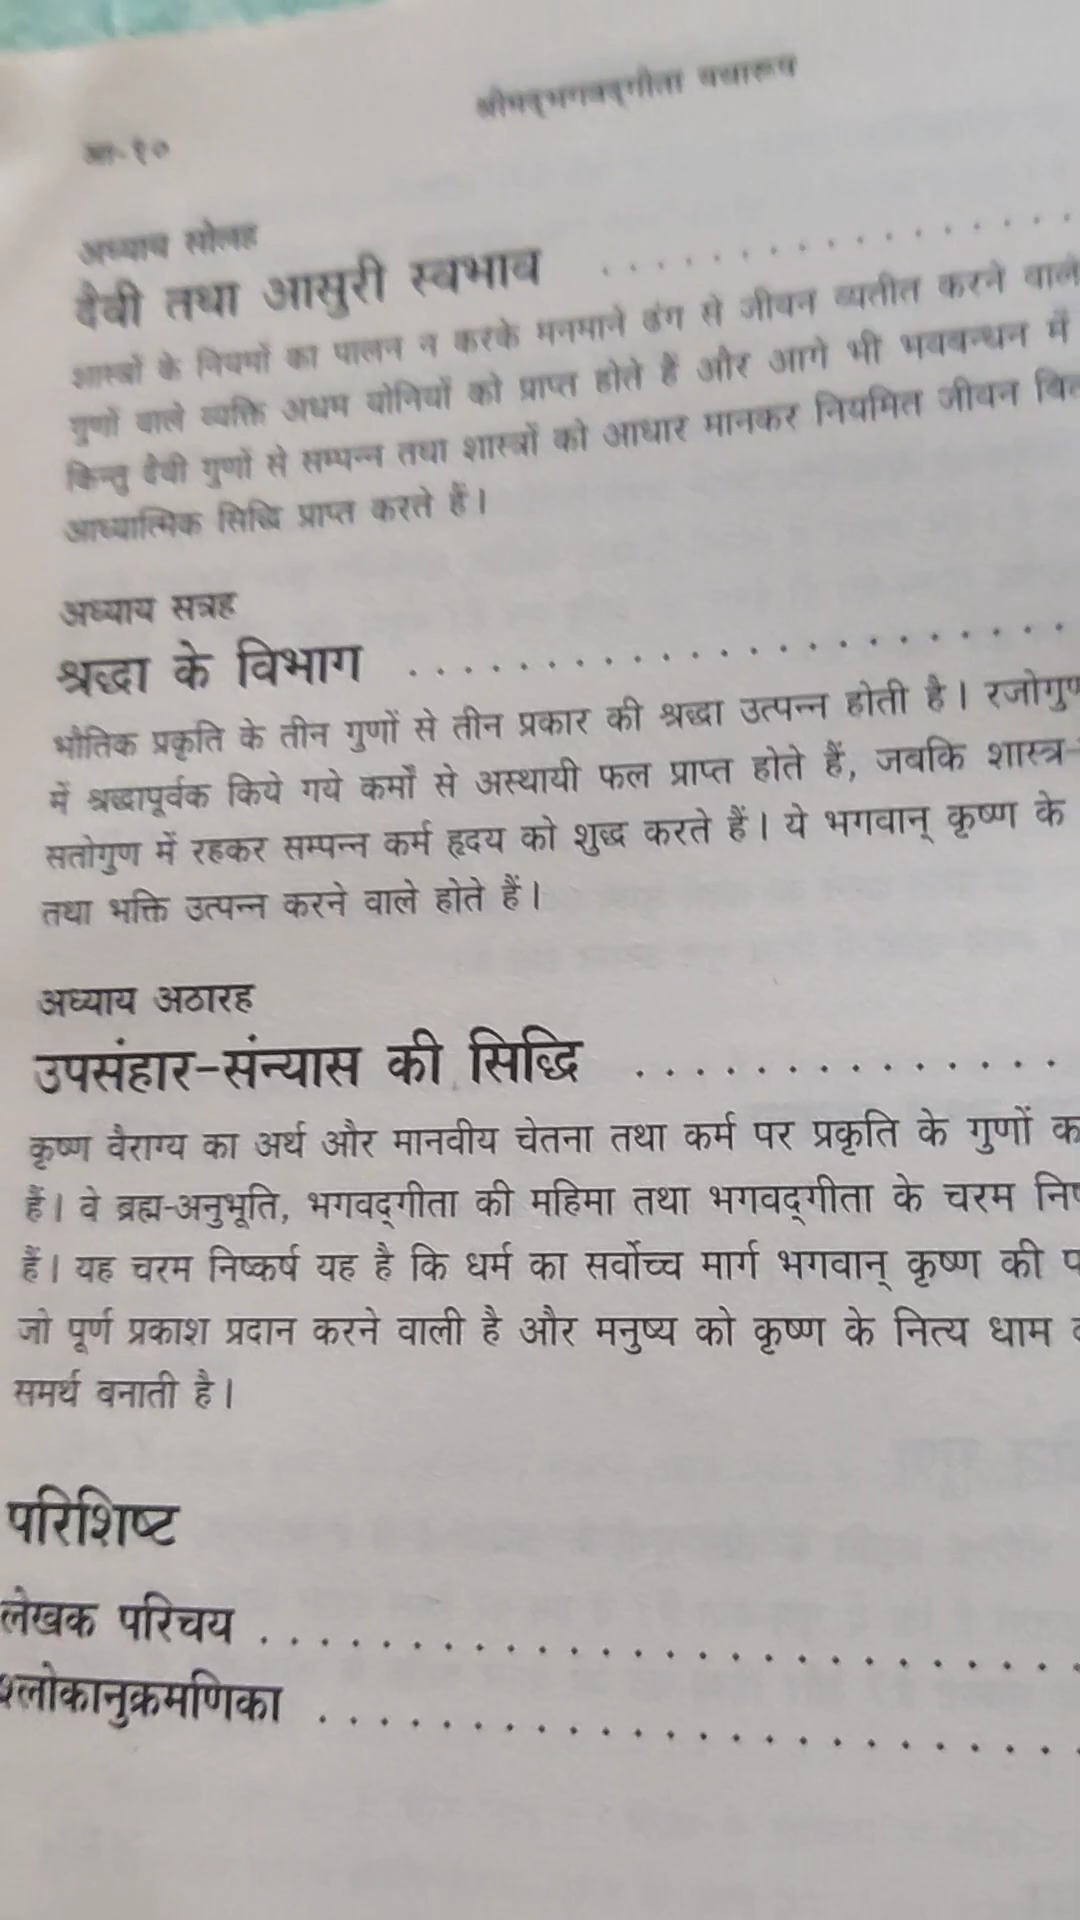 श्रीमद्भगवद्गीता यथारूप
आ-१०
अध्याय सोलह
दैवी तथा आसुरी स्वभाव ................
शास्त्रों के नियमों का पालन न करके मनमाने ढंग से जीवन व्यतीत करने वाले
गुणों वाले व्यक्ति अधम योनियों को प्राप्त होते हैं और आगे भी भवबन्धन में
किन्तु दैवी गुणों से सम्पन्न तथा शास्त्रों को आधार मानकर नियमित जीवन
आध्यात्मिक सिद्धि प्राप्त करते हैं।
अध्याय सत्रह
श्रद्धा के विभाग ........................
भौतिक प्रकृति के तीन गुणों से तीन प्रकार की श्रद्धा उत्पन्न होती है।
में श्रद्धापूर्वक किये गये कर्मों से अस्थायी फल प्राप्त होते हैं, जबकि शास्त्र-
सतोगुण में रहकर सम्पन्न कर्म हृदय को शुद्ध करते हैं। ये भगवान् कृष्ण के
तथा भक्ति उत्पन्न करने वाले होते हैं।
अध्याय अठारह
उपसंहार-संन्यास की सिद्धि ..............
कृष्ण वैराग्य का अर्थ और मानवीय चेतना तथा कर्म पर प्रकृति के गुणों
हैं। वे ब्रह्म-अनुभूति, भगवद्गीता की महिमा तथा भगवद्गीता के चरम
हैं। यह चरम निष्कर्ष यह है कि धर्म का सर्वोच्च मार्ग भगवान् कृष्ण की
जो पूर्ण प्रकाश प्रदान करने वाली है और मनुष्य को कृष्ण के नित्य धाम
समर्थ बनाती है।
परिशिष्ट
लेखक परिचय ...........................
श्लोकानुक्रमणिका .........................